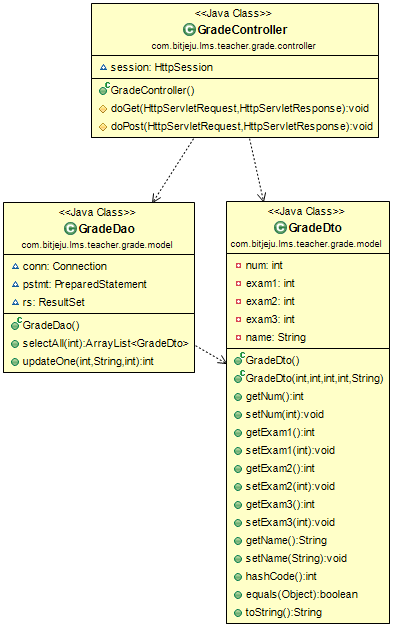 <<Java Class>>
GradeController
com.bitjeju.lms.teacher.grade.controller
session: HttpSession
GradeController()
doGet(HttpServletRequest,HttpServletResponse):void
doPost(HttpServletRequest,HttpServletResponse):void
<<Java Class>>
GradeDao
com.bitjeju.lms.teacher.grade.model
conn: Connection
pstmt: PreparedStatement
rs: ResultSet
GradeDao()
selectAll(int):ArrayList<GradeDto>
updateOne(int,String,int):int
<<Java Class>>
GradeDto
com.bitjeju.lms.teacher.grade.model
num: int
exam1: int
exam2: int
exam3: int
name: String
GradeDto()
GradeDto(int,int,int,int,String)
getNum():int
setNum(int):void
getExam1():int
setExam1(int):void
getExam2():int
setExam2(int):void
getExam3():int
setExam3(int):void
getName():String
setName(String):void
hashCode():int
equals(Object):boolean
toString():String